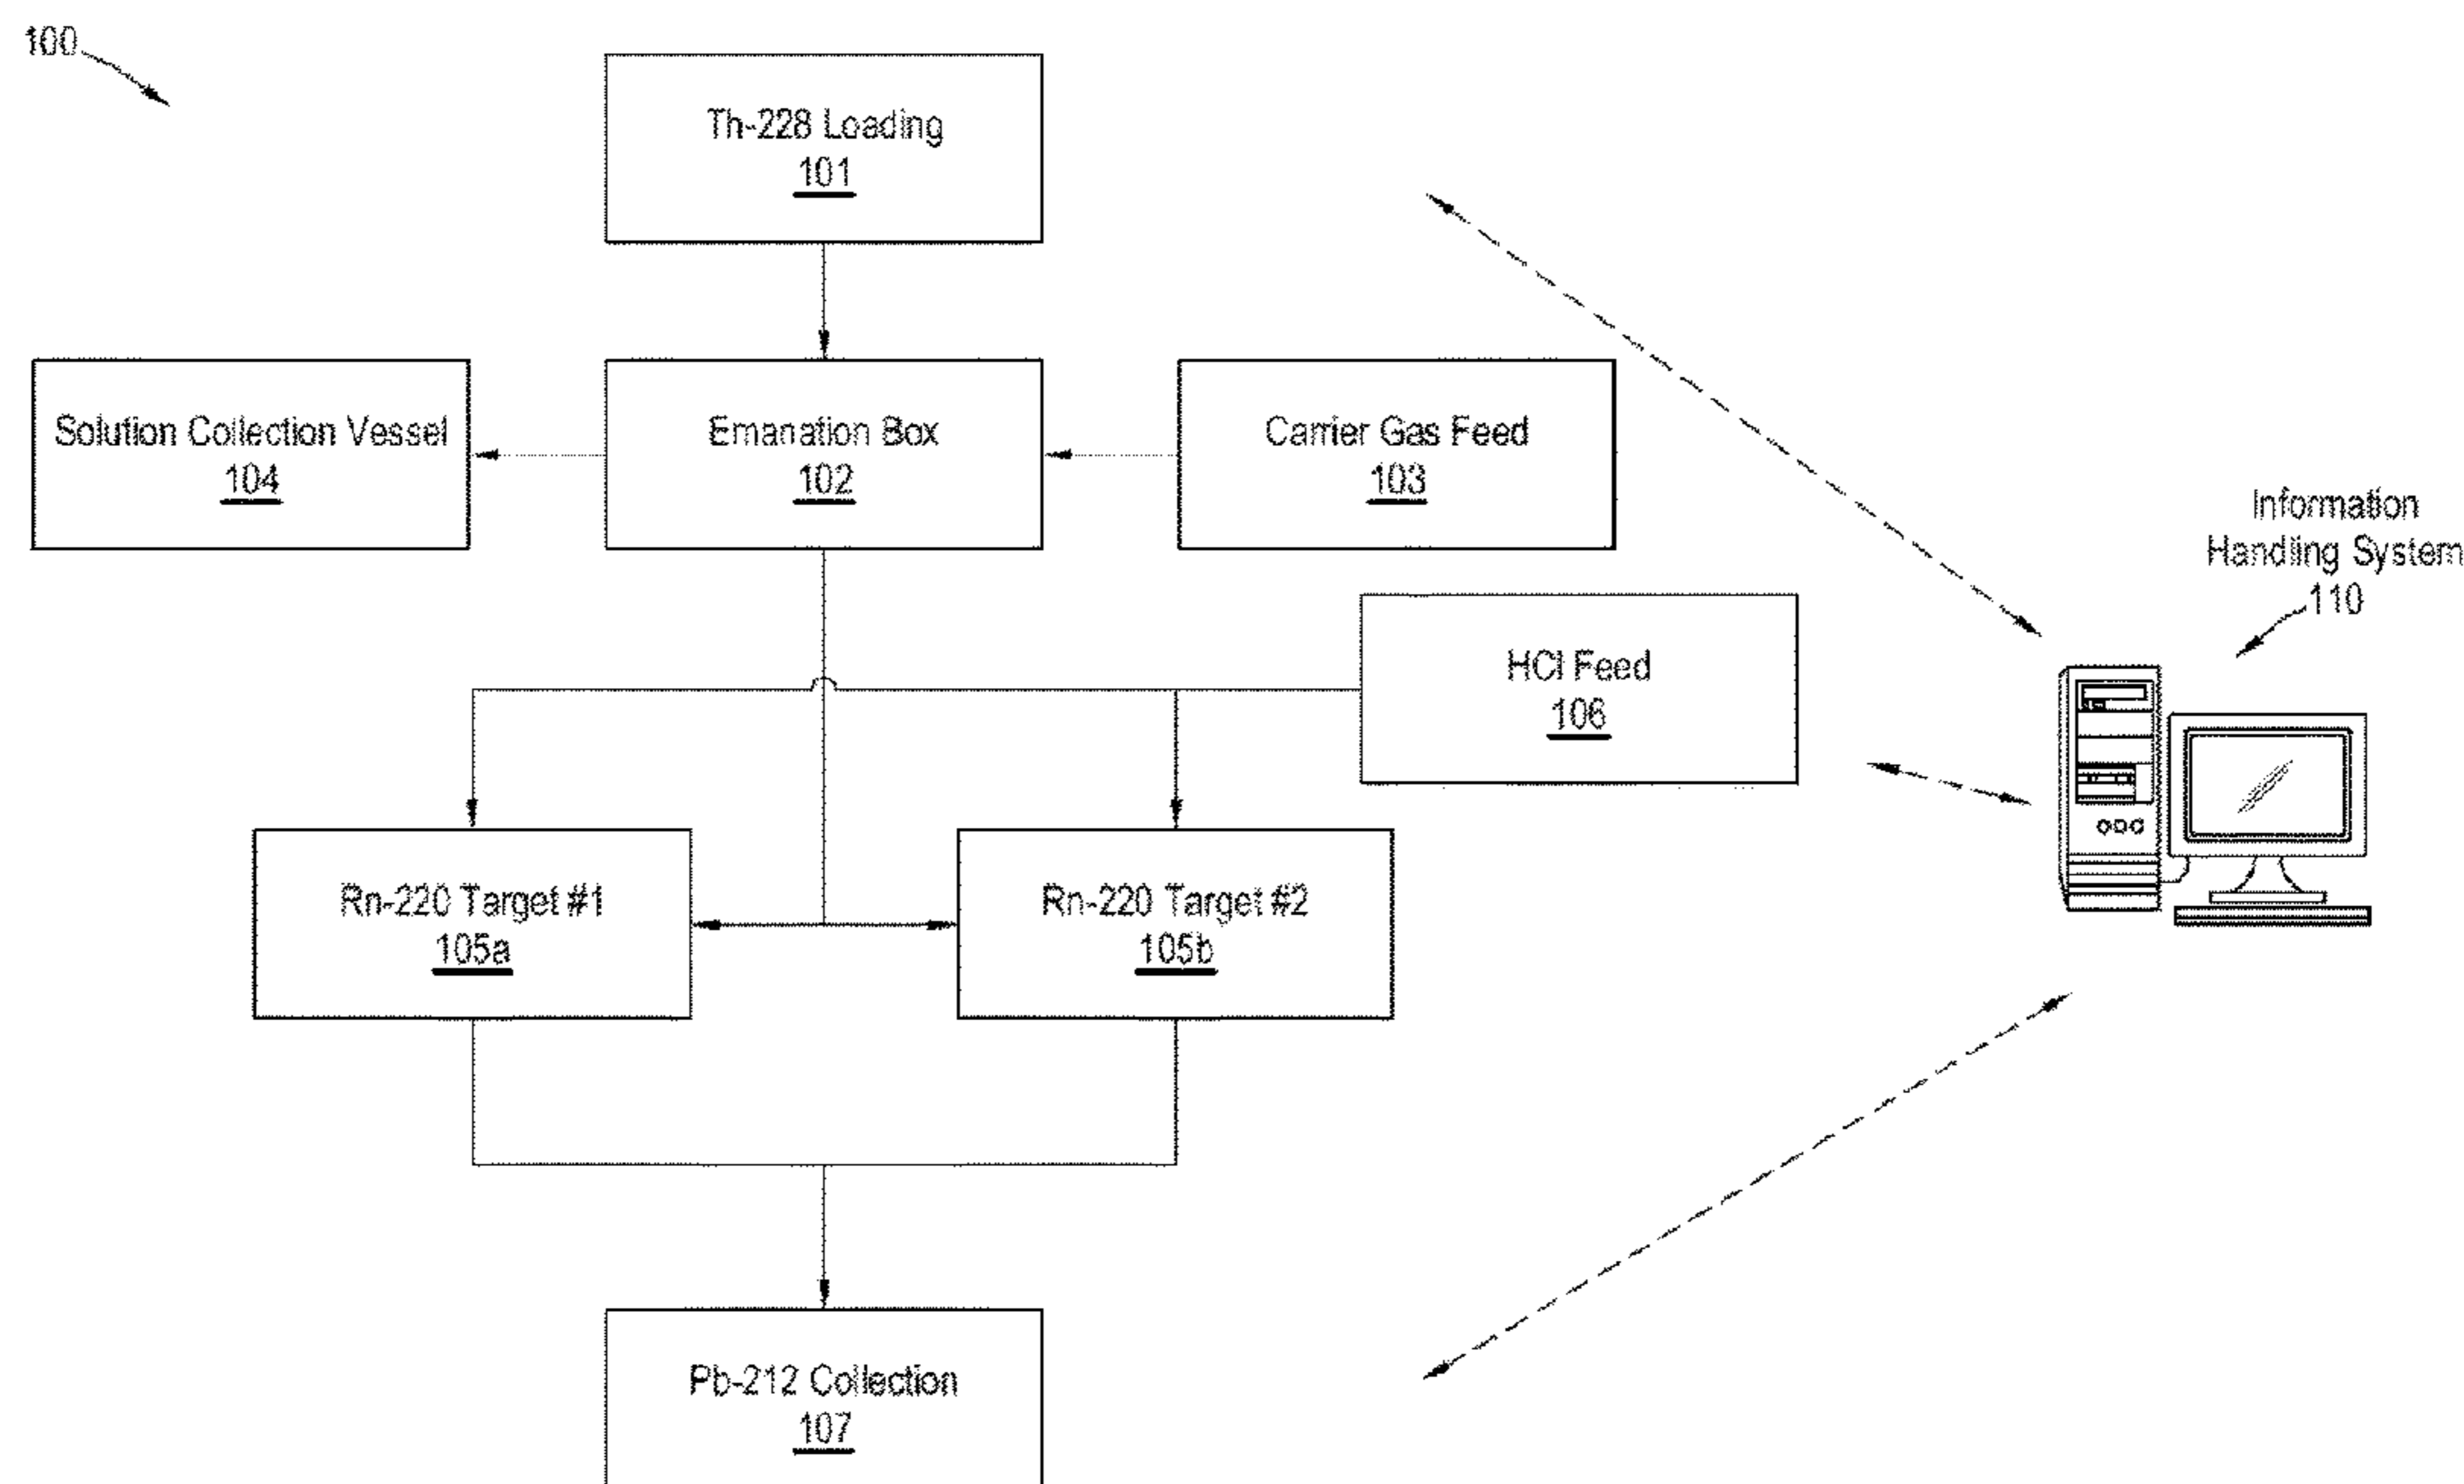 100
Th-228 Loading
101
Solution Collection Vessel
104
Emanation Box
102
Carrier Gas Feed
103
Information
Handling System
110
HCl Feed
106
Rn-220 Target #1
105a
Rn-220 Target #2
105b
Pb-212 Collection
107